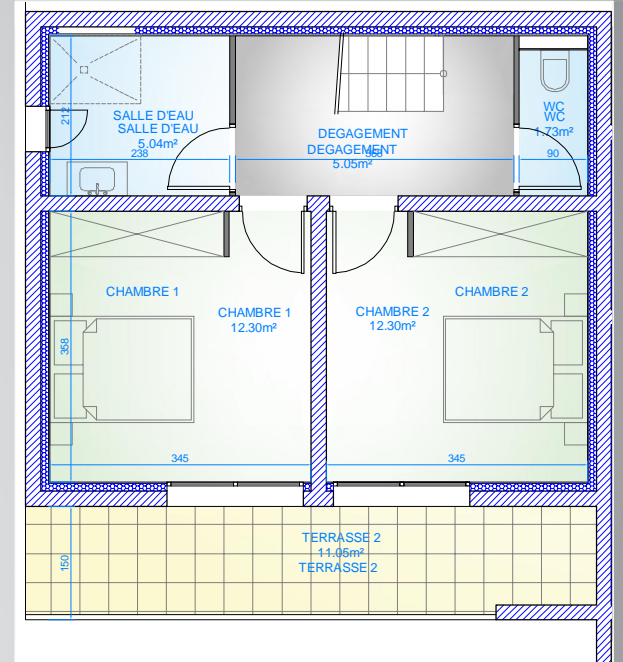 SALLE D'EAU
SALLE D'EAU
5.04m²
212
238
DEGAGEMENT
DEGAGEMENT
5.05m²
WC
WC
1.73m²
90
CHAMBRE 1
CHAMBRE 1
12.30m²
358
345
CHAMBRE 2
CHAMBRE 2
12.30m²
345
TERRASSE 2
11.05m²
TERRASSE 2
150